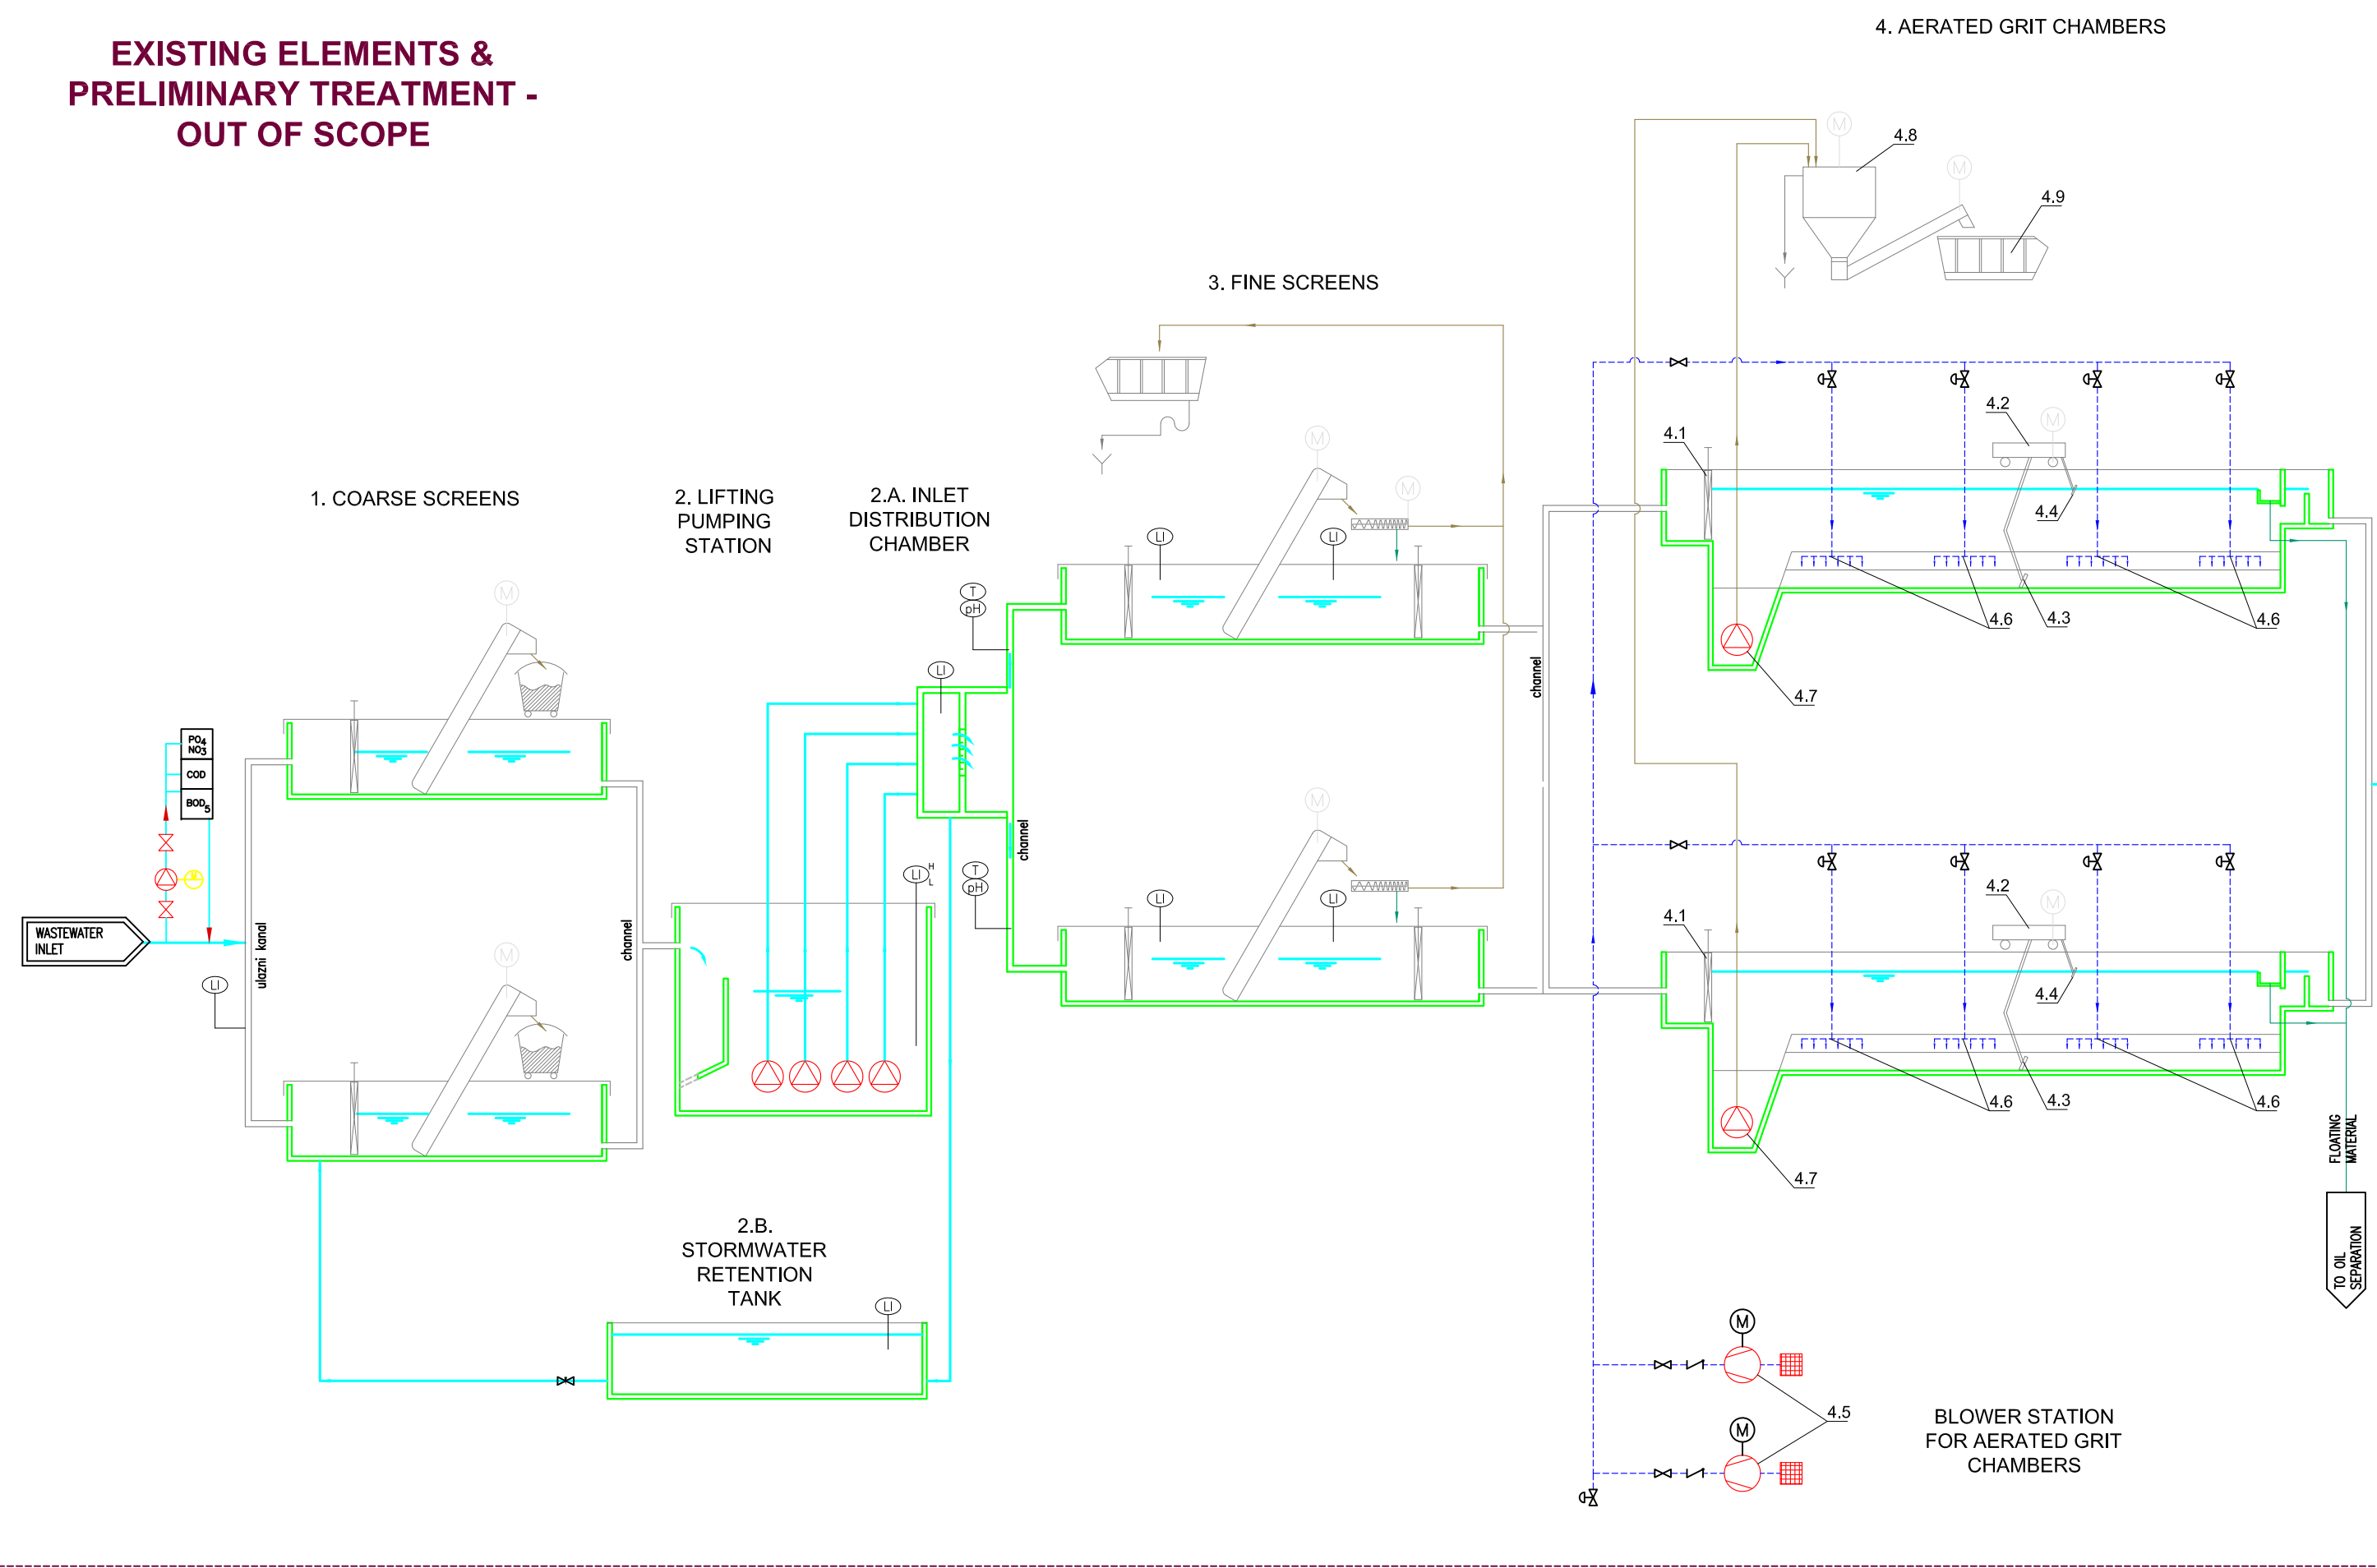 EXISTING ELEMENTS &
PRELIMINARY TREATMENT -
OUT OF SCOPE
4. AERATED GRIT CHAMBERS
M
4.8
M
4.9
3. FINE SCREENS
1. COARSE SCREENS
2. LIFTING
PUMPING
STATION
2.A. INLET
DISTRIBUTION
CHAMBER
M
M
LI
LI
T
pH
LI
4.1
4.2
M
4.4
4.6
4.3
4.6
4.7
channel
M
PO4
NO3
COD
BOD5
M
WASTEWATER
INLET
LI
ulazni kanal
channel
M
LI
H
L
channel
T
pH
M
M
LI
LI
4.1
4.2
M
4.4
4.6
4.3
4.6
4.7
FLOATING
MATERIAL
TO OIL
SEPARATION
2.B.
STORMWATER
RETENTION
TANK
LI
M
4.5
M
BLOWER STATION
FOR AERATED GRIT
CHAMBERS